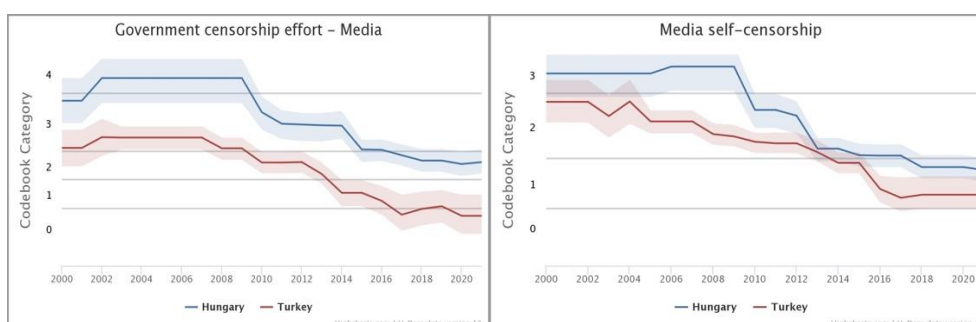 Government censorship effort – Media
Codebook Category
4
3
2
1
0
2000 2002 2004 2006 2008 2010 2012 2014 2016 2018 2020
Hungary Turkey
Media self-censorship
Codebook Category
3
2
1
0
2000 2002 2004 2006 2008 2010 2012 2014 2016 2018 2020
Hungary Turkey